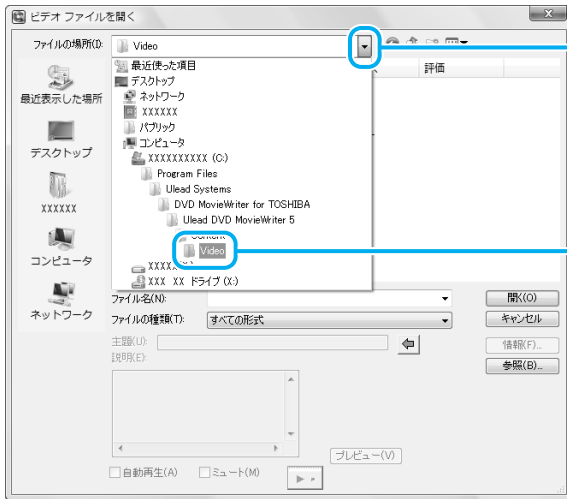 ビデオ ファイルを開く
ファイルの場所(I):
Video
評価
最近使った項目
デスクトップ
ネットワーク
XXXXXX
パブリック
コンピュータ
XXXXXXXXXX (C:)
Program Files
Ulead Systems
DVD MovieWriter for TOSHIBA
Ulead DVD MovieWriter 5
Content
Video
XXXX
XXX XX ドライブ (X:)
最近表示した場所
デスクトップ
XXXXXX
コンピュータ
ネットワーク
ファイル名(N):
開く(O)
ファイルの種類(T):
すべての形式
キャンセル
主題(U):
情報(F)...
説明(E):
参照(B)...
プレビュー(V)
自動再生(A)
ミュート(M)